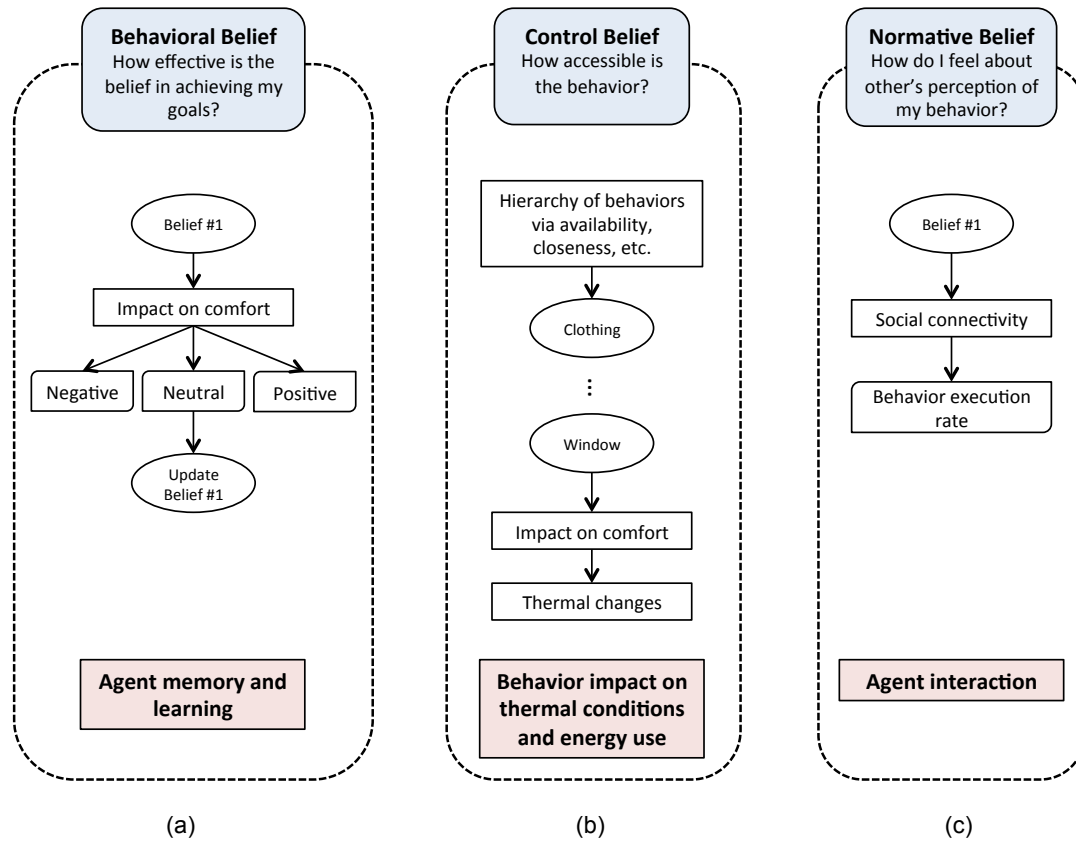 Behavioral Belief
How effective is the
belief in achieving my
goals?
Belief #1
Impact on comfort
Negative
Neutral
Positive
Update
Belief #1
Agent memory and
learning
(a)
Control Belief
How accessible is
the behavior?
Hierarchy of behaviors
via availability,
closeness, etc.
Clothing
...
Window
Impact on comfort
Thermal changes
Behavior impact on
thermal conditions
and energy use
(b)
Normative Belief
How do I feel about
other’s perception of
my behavior?
Belief #1
Social connectivity
Behavior execution
rate
Agent interaction
(c)